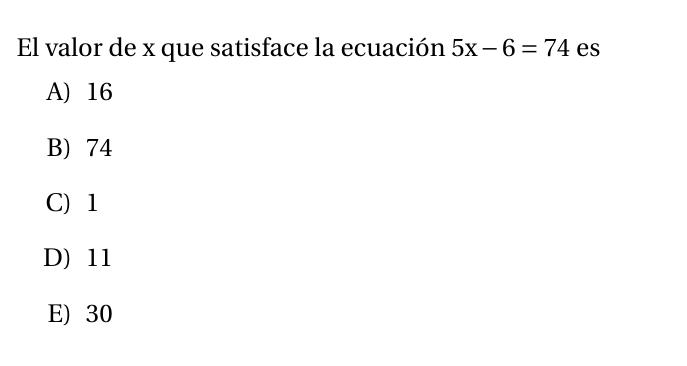 El valor de x que satisface la ecuación 5x – 6 = 74 es
A) 16
B) 74
C) 1
D) 11
E) 30